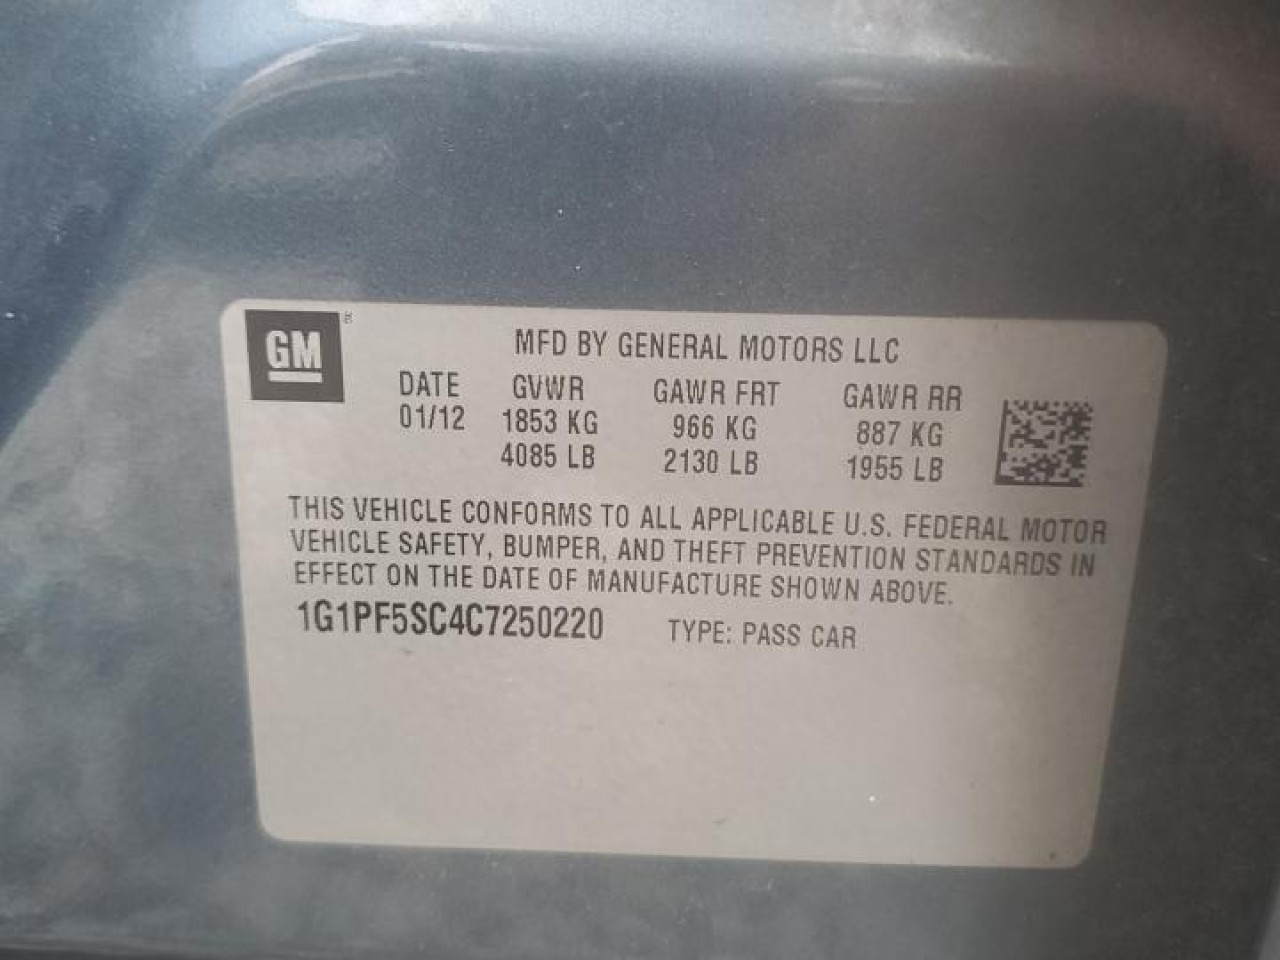 GM ®
MFD BY GENERAL MOTORS LLC
DATE GVWR GAWR FRT GAWR RR
01/12 1853 KG 966 KG 887 KG
4085 LB 2130 LB 1955 LB
THIS VEHICLE CONFORMS TO ALL APPLICABLE U.S. FEDERAL MOTOR
VEHICLE SAFETY, BUMPER, AND THEFT PREVENTION STANDARDS IN
EFFECT ON THE DATE OF MANUFACTURE SHOWN ABOVE.
1G1PF5SC4C7250220 TYPE: PASS CAR